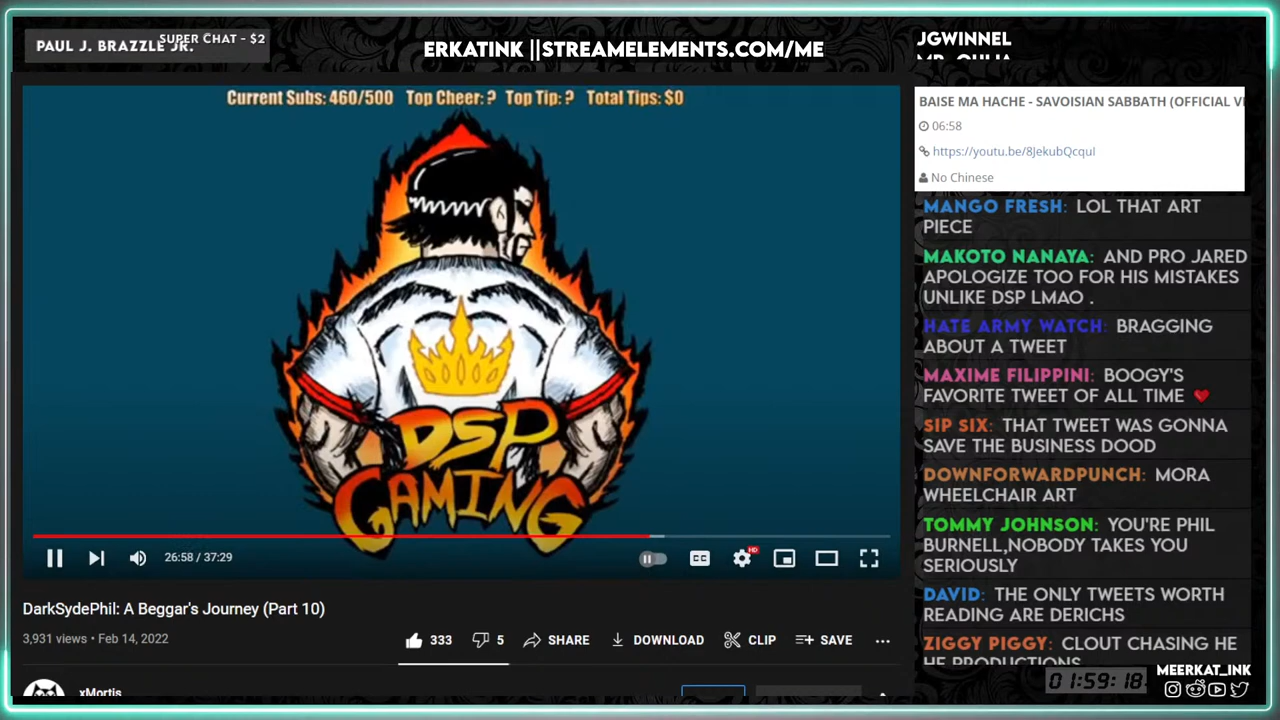 PAUL J. BRAZZLE JR.
SUPER CHAT - $2
ERKATINK ||STREAMELEMENTS.COM/ME
JGWINNEL
MR. OUIJA
Current Subs: 460/500 Top Cheer: ? Top Tip: ? Total Tips: $0
DSP
GAMING
26:58 / 37:29
CC
HD
DarkSydePhil: A Beggar's Journey (Part 10)
3,931 views • Feb 14, 2022
333
5
SHARE
DOWNLOAD
CLIP
SAVE
xMortis
BAISE MA HACHE - SAVOISIAN SABBATH (OFFICIAL VI
06:58
https://youtu.be/8JekubQcquI
No Chinese
MANGO FRESH: LOL THAT ART
PIECE
MAKOTO NANAYA: AND PRO JARED
APOLOGIZE TOO FOR HIS MISTAKES
UNLIKE DSP LMAO .
HATE ARMY WATCH: BRAGGING
ABOUT A TWEET
MAXIME FILIPPINI: BOOGY'S
FAVORITE TWEET OF ALL TIME ❤
SIP SIX: THAT TWEET WAS GONNA
SAVE THE BUSINESS DOOD
DOWNFORWARDPUNCH: MORA
WHEELCHAIR ART
TOMMY JOHNSON: YOU'RE PHIL
BURNELL,NOBODY TAKES YOU
SERIOUSLY
DAVID: THE ONLY TWEETS WORTH
READING ARE DERICHS
ZIGGY PIGGY: CLOUT CHASING HE
HE PRODUCTIONS
01:59:18
MEERKAT_INK